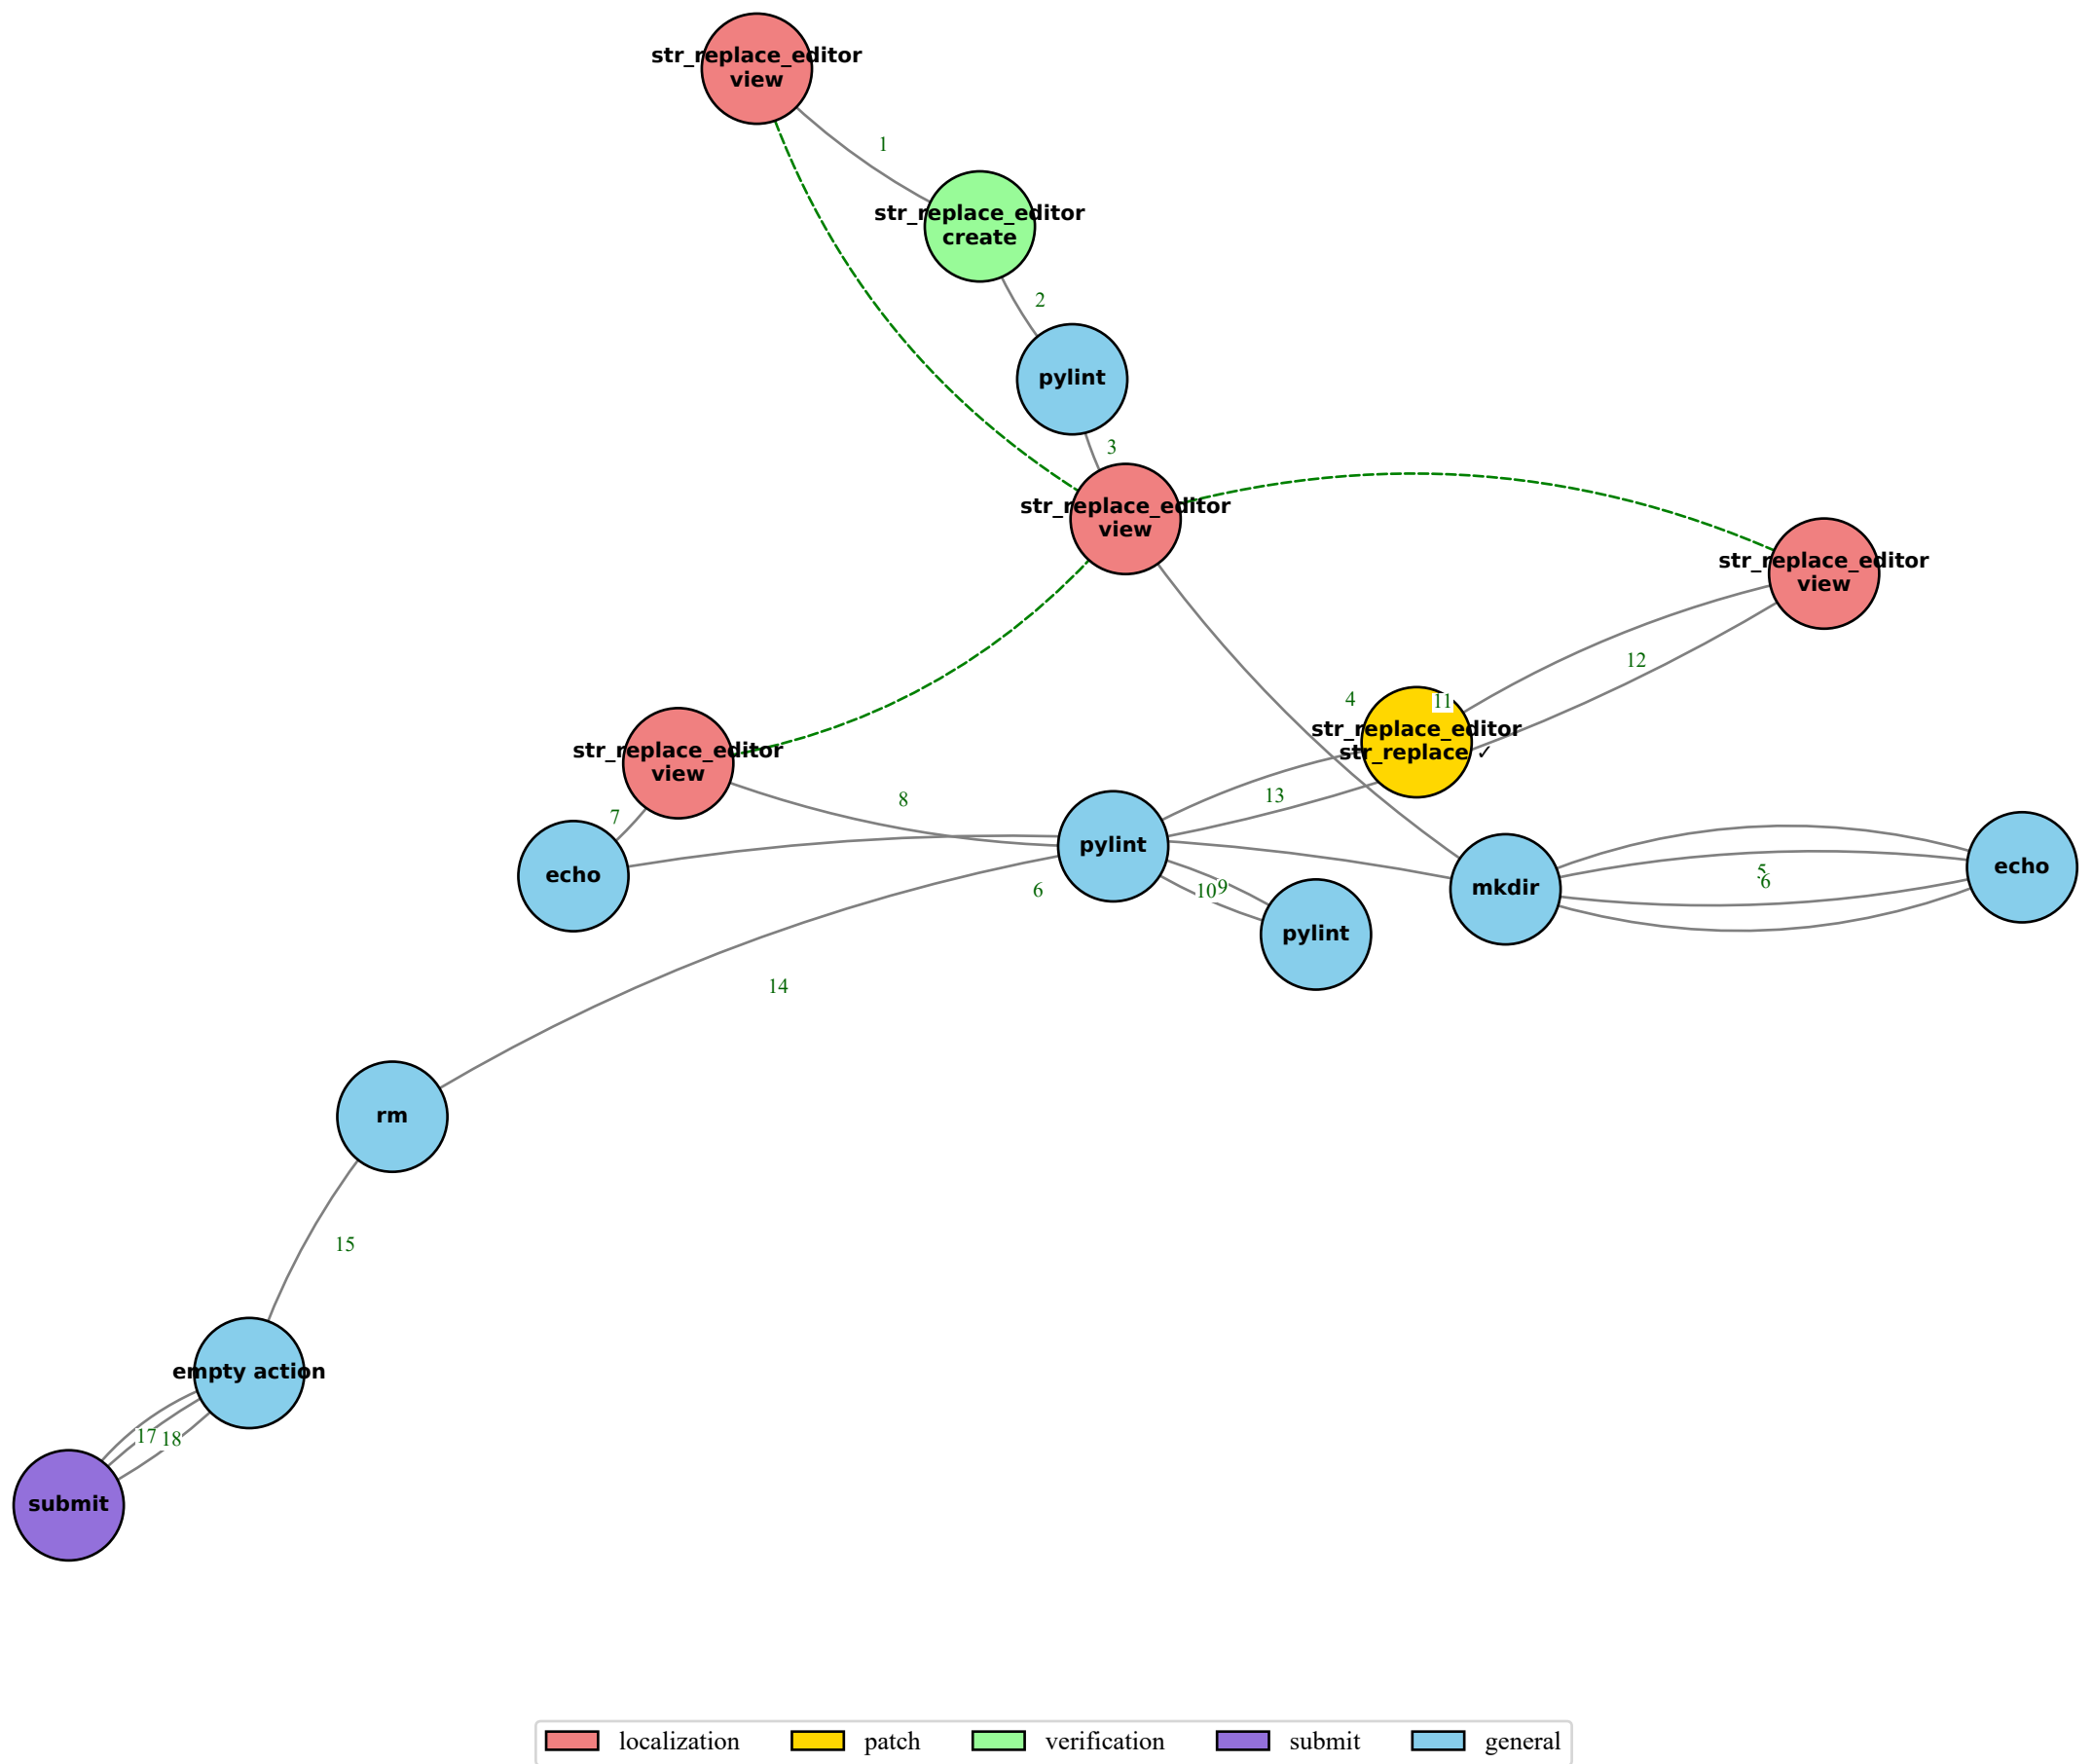 str_replace_editor
view
1
str_replace_editor
create
2
pylint
3
str_replace_editor
view
str_replace_editor
view
12
4
11
str_replace_editor
str_replace ✓
str_replace_editor
view
7
8
13
pylint
echo
6
10
9
pylint
mkdir
5
6
echo
14
rm
15
empty action
17
18
submit
localization
patch
verification
submit
general